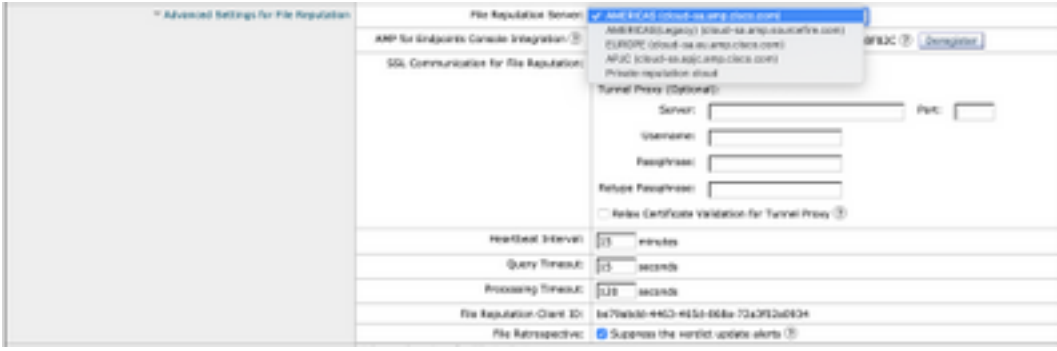 Advanced Settings for File Reputation
File Reputation Server: ✓ AMERICAS (cloud-sa.amp.cisco.com)
AMERICAS(Legacy) (cloud-sa.amp.sourcefire.com)
EUROPE (cloud-sa.eu.amp.cisco.com)
APJC (cloud-sa.apjc.amp.cisco.com)
Private reputation cloud
AMP for Endpoints Console Integration ? Deregister
SSL Communication for File Reputation:
Tunnel Proxy (Optional):
Server: Port:
Username:
Passphrase:
Retype Passphrase:
Relax Certificate Validation for Tunnel Proxy ?
Heartbeat Interval: 15 minutes
Query Timeout: 15 seconds
Processing Timeout: 120 seconds
File Reputation Client ID:
File Retrospective: Suppress the verdict update alerts ?